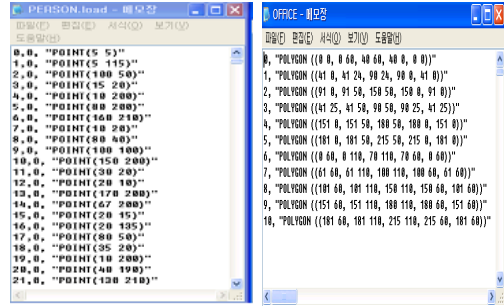 PERSON.load - 메모장
파일(F) 편집(E) 서식(O) 보기(V)
도움말(H)
0,0, "POINT(5 5)"
1,0, "POINT(5 115)"
2,0, "POINT(100 50)"
3,0, "POINT(15 20)"
4,0, "POINT(10 200)"
5,0, "POINT(80 200)"
6,0, "POINT(160 210)"
7,0, "POINT(10 20)"
8,0, "POINT(80 40)"
9,0, "POINT(100 100)"
10,0, "POINT(150 200)"
11,0, "POINT(30 20)"
12,0, "POINT(20 10)"
13,0, "POINT(170 200)"
14,0, "POINT(67 200)"
15,0, "POINT(20 15)"
16,0, "POINT(20 135)"
17,0, "POINT(80 50)"
18,0, "POINT(35 20)"
19,0, "POINT(10 200)"
20,0, "POINT(40 190)"
21,0, "POINT(130 210)"
OFFICE - 메모장
파일(F) 편집(E) 서식(O) 보기(V) 도움말(H)
0, "POLYGON ((0 0, 0 60, 40 60, 40 0, 0 0))"
1, "POLYGON ((41 0, 41 24, 90 24, 90 0, 41 0))"
2, "POLYGON ((91 0, 91 50, 150 50, 150 0, 91 0))"
3, "POLYGON ((41 25, 41 50, 90 50, 90 25, 41 25))"
4, "POLYGON ((151 0, 151 50, 180 50, 180 0, 151 0))"
5, "POLYGON ((181 0, 181 50, 215 50, 215 0, 181 0))"
6, "POLYGON ((0 60, 0 110, 70 110, 70 60, 0 60))"
7, "POLYGON ((61 60, 61 110, 100 110, 100 60, 61 60))"
8, "POLYGON ((101 60, 101 110, 150 110, 150 60, 101 60))"
9, "POLYGON ((151 60, 151 110, 180 110, 180 60, 151 60))"
10, "POLYGON ((181 60, 181 110, 215 110, 215 60, 181 60))"